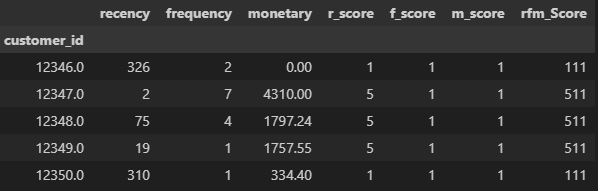 recency frequency monetary r_score f_score m_score rfm_Score
customer_id
12346.0 326 2 0.00 1 1 1 111
12347.0 2 7 4310.00 5 1 1 511
12348.0 75 4 1797.24 5 1 1 511
12349.0 19 1 1757.55 5 1 1 511
12350.0 310 1 334.40 1 1 1 111